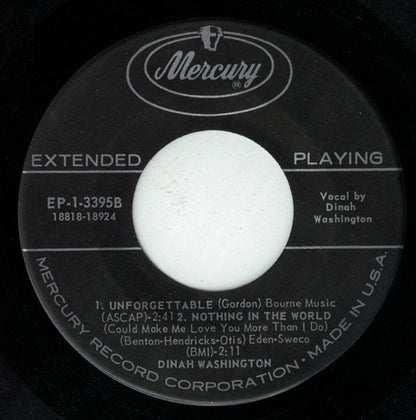 Mercury
®
EXTENDED PLAYING
EP-1-3395B
18818-18924
Vocal by
Dinah
Washington
1. UNFORGETTABLE (Gordon) Bourne Music
(ASCAP)-2:41 2. NOTHING IN THE WORLD
(Could Make Me Love You More Than I Do)
(Benton-Hendricks-Otis) Eden-Sweco
(BMI)-2:11
DINAH WASHINGTON
MERCURY RECORD CORPORATION • MADE IN U.S.A.